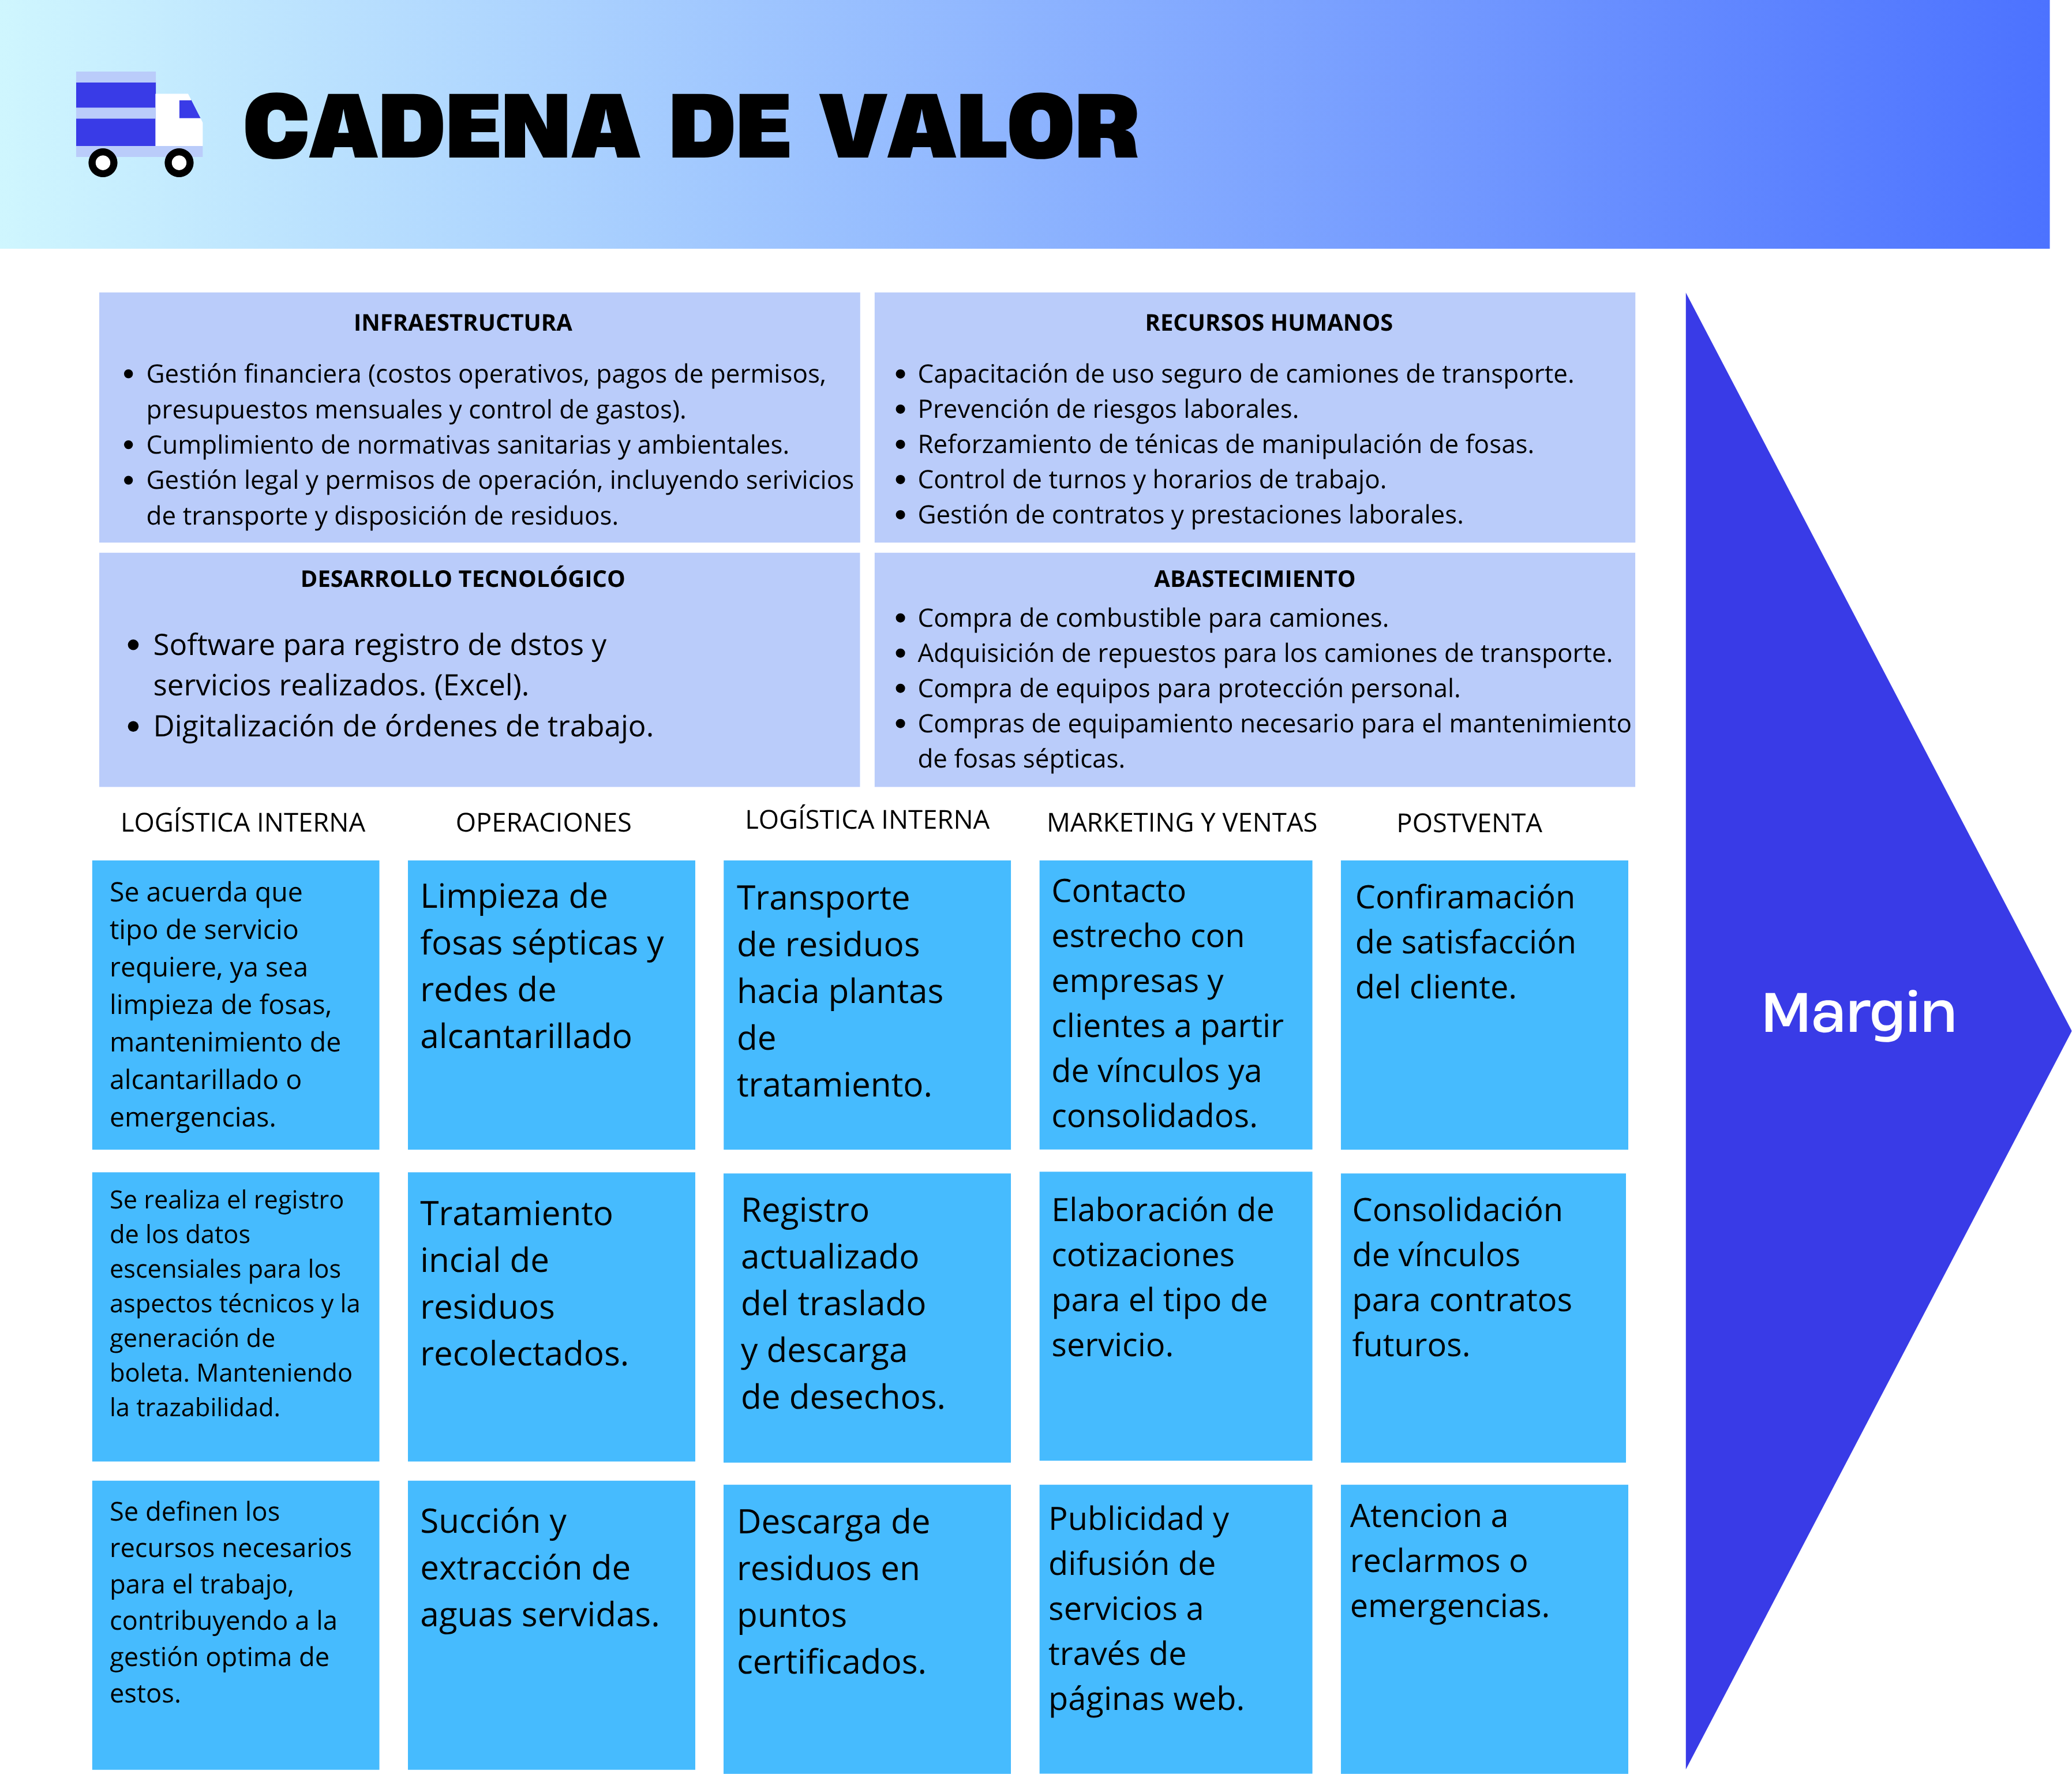 CADENA DE VALOR
INFRAESTRUCTURA
• Gestión financiera (costos operativos, pagos de permisos,
presupuestos mensuales y control de gastos).
• Cumplimiento de normativas sanitarias y ambientales.
• Gestión legal y permisos de operación, incluyendo serivicios
de transporte y disposición de residuos.
RECURSOS HUMANOS
• Capacitación de uso seguro de camiones de transporte.
• Prevención de riesgos laborales.
• Reforzamiento de ténicas de manipulación de fosas.
• Control de turnos y horarios de trabajo.
• Gestión de contratos y prestaciones laborales.
DESARROLLO TECNOLÓGICO
• Software para registro de dstos y
servicios realizados. (Excel).
• Digitalización de órdenes de trabajo.
ABASTECIMIENTO
• Compra de combustible para camiones.
• Adquisición de repuestos para los camiones de transporte.
• Compra de equipos para protección personal.
• Compras de equipamiento necesario para el mantenimiento
de fosas sépticas.
LOGÍSTICA INTERNA
Se acuerda que
tipo de servicio
requiere, ya sea
limpieza de fosas,
mantenimiento de
alcantarillado o
emergencias.
Se realiza el registro
de los datos
escensiales para los
aspectos técnicos y la
generación de
boleta. Manteniendo
la trazabilidad.
Se definen los
recursos necesarios
para el trabajo,
contribuyendo a la
gestión optima de
estos.
OPERACIONES
Limpieza de
fosas sépticas y
redes de
alcantarillado
Tratamiento
incial de
residuos
recolectados.
Succión y
extracción de
aguas servidas.
LOGÍSTICA INTERNA
Transporte
de residuos
hacia plantas
de
tratamiento.
Registro
actualizado
del traslado
y descarga
de desechos.
Descarga de
residuos en
puntos
certificados.
MARKETING Y VENTAS
Contacto
estrecho con
empresas y
clientes a partir
de vínculos ya
consolidados.
Elaboración de
cotizaciones
para el tipo de
servicio.
Publicidad y
difusión de
servicios a
través de
páginas web.
POSTVENTA
Confiramación
de satisfacción
del cliente.
Consolidación
de vínculos
para contratos
futuros.
Atencion a
reclarmos o
emergencias.
Margin